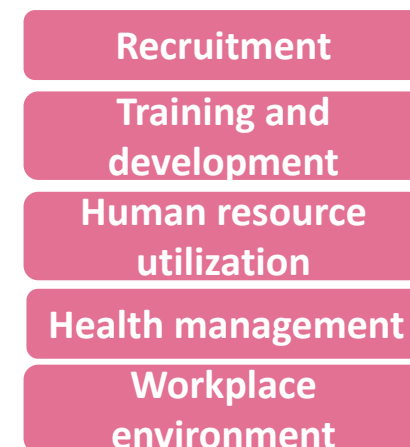 Recruitment
Training and
development
Human resource
utilization
Health management
Workplace
environment